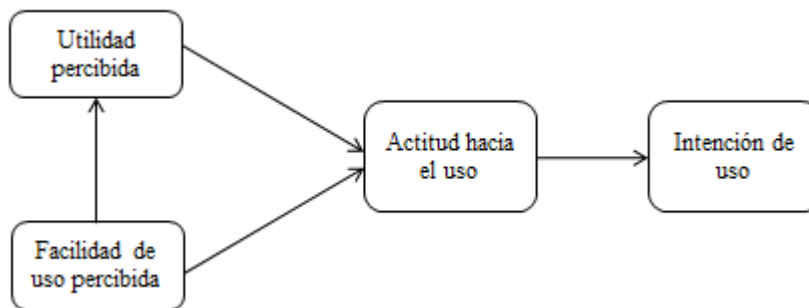 Utilidad
percibida
Actitud hacia
el uso
Intención de
uso
Facilidad de
uso percibida